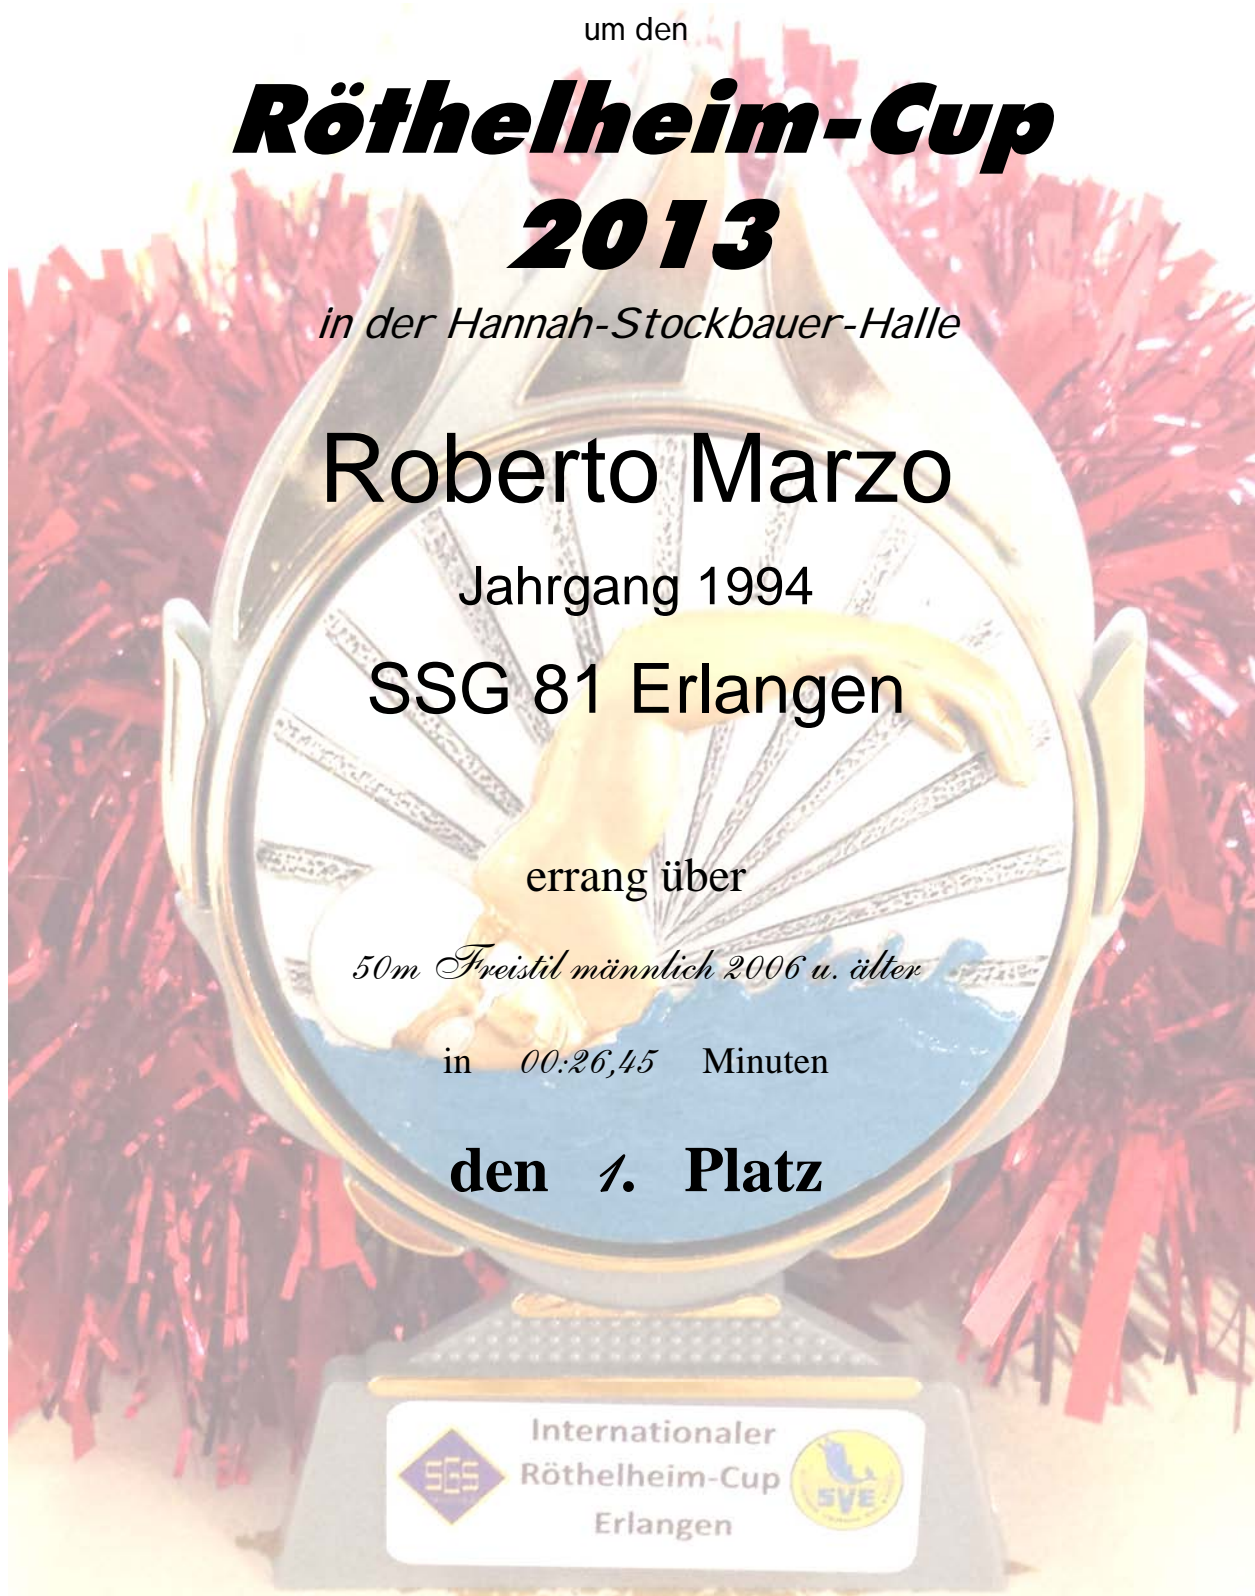 um den
Röthelheim-Cup
2013
in der Hannah-Stockbauer-Halle
Roberto Marzo
Jahrgang 1994
SSG 81 Erlangen
errang über
50m Freistil männlich 2006 u. älter
in 00:26,45 Minuten
den 1. Platz
Internationaler
SGS Röthelheim-Cup SVE
Erlangen